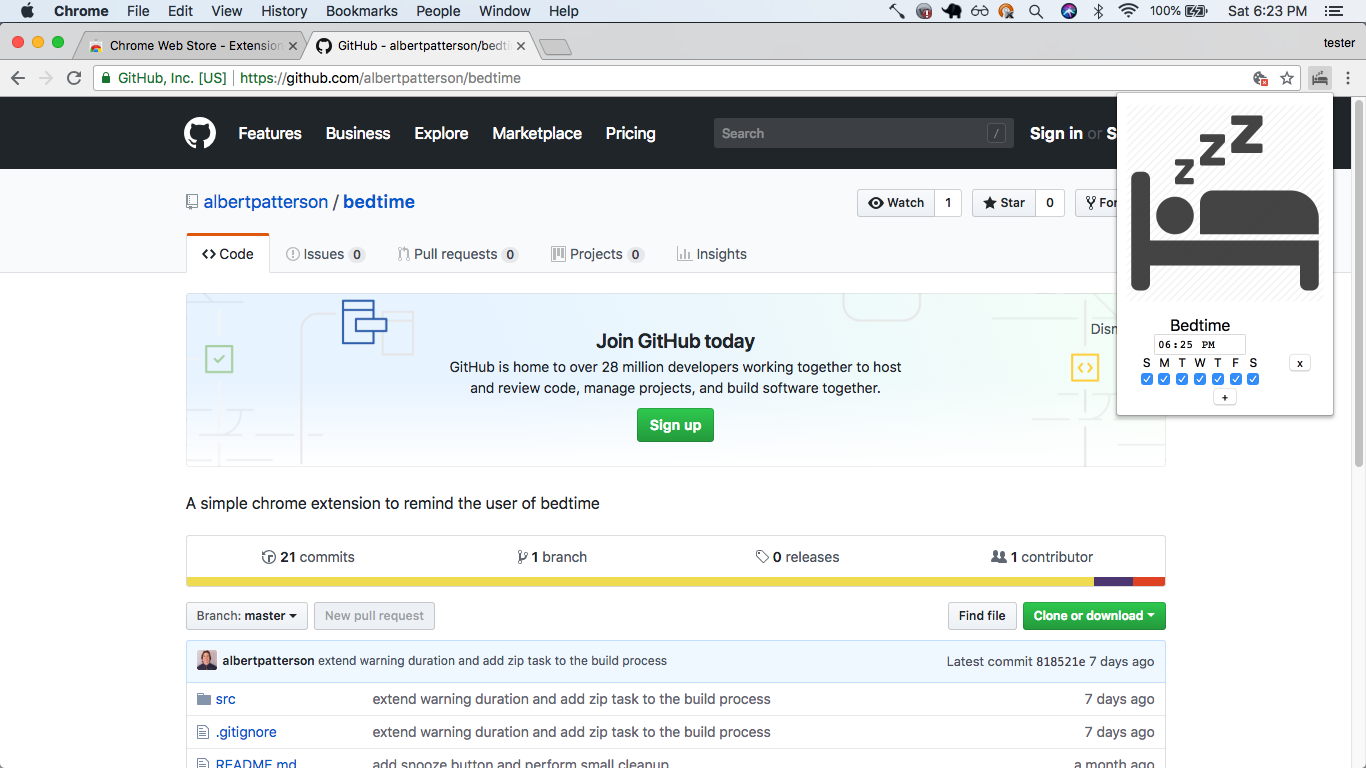 Chrome File Edit View History Bookmarks People Window Help 100% Sat 6:23 PM
Chrome Web Store - Extension GitHub - albertpatterson/bedti tester
GitHub, Inc. [US] https://github.com/albertpatterson/bedtime
Features Business Explore Marketplace Pricing Search / Sign in or S
z z z
albertpatterson / bedtime Watch 1 Star 0 For
Code Issues 0 Pull requests 0 Projects 0 Insights
Join GitHub today
Dism
GitHub is home to over 28 million developers working together to host
and review code, manage projects, and build software together.
Sign up
Bedtime
06:25 PM
S M T W T F S x
+
A simple chrome extension to remind the user of bedtime
21 commits 1 branch 0 releases 1 contributor
Branch: master New pull request Find file Clone or download
albertpatterson extend warning duration and add zip task to the build process Latest commit 818521e 7 days ago
src extend warning duration and add zip task to the build process 7 days ago
.gitignore extend warning duration and add zip task to the build process 7 days ago
README.md add snooze button and perform small cleanup a month ago